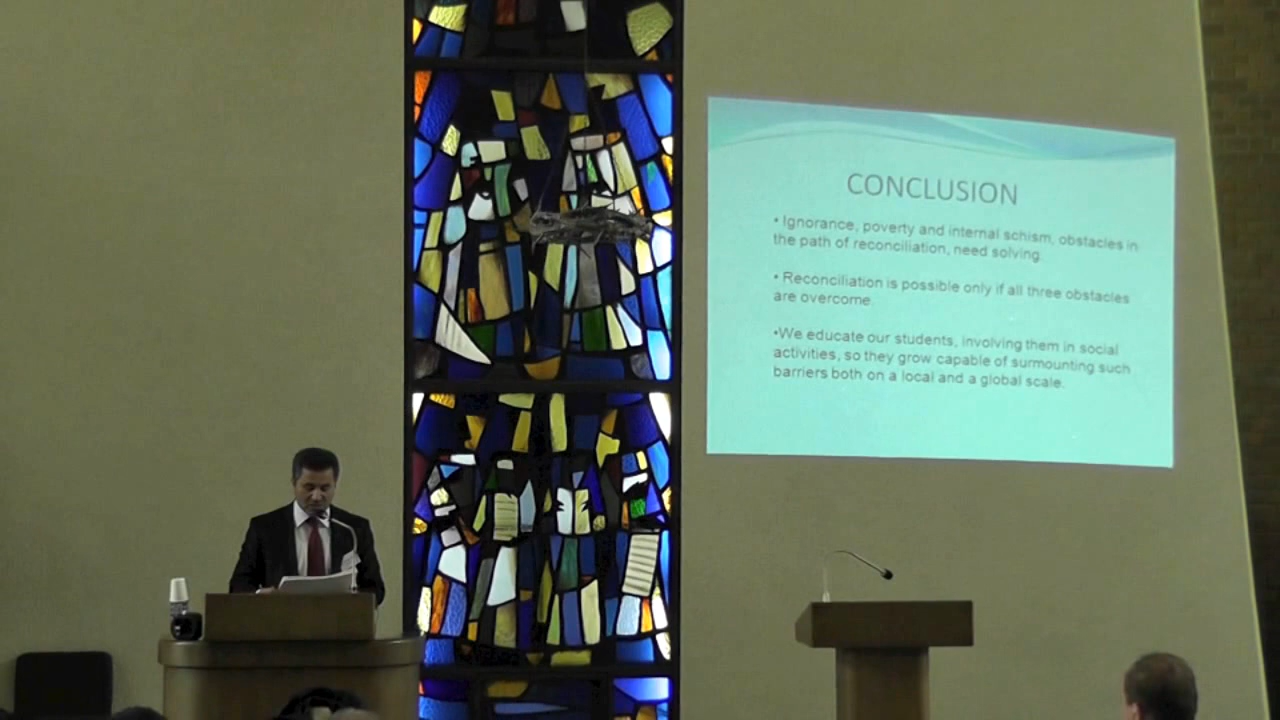 CONCLUSION
• Ignorance, poverty and internal schism, obstacles in
the path of reconciliation, need solving.
• Reconciliation is possible only if all three obstacles
are overcome.
•We educate our students, involving them in social
activities, so they grow capable of surmounting such
barriers both on a local and a global scale.